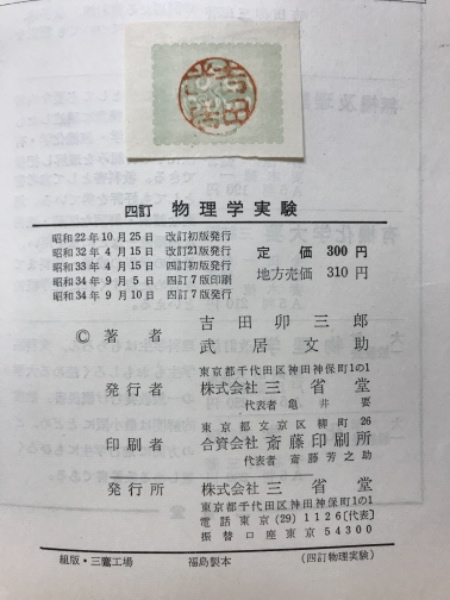 四訂 物理学実験
昭和22年10月25日 改訂初版発行
昭和32年4月15日 改訂21版発行
昭和33年4月15日 四訂初版発行
昭和34年9月5日 四訂7版印刷
昭和34年9月10日 四訂7版発行
定価 300円
地方売価 310円
©著者 吉田卯三郎
武居文助
東京都千代田区神田神保町1の1
発行者 株式会社三省堂
代表者 亀井要
東京都文京区柳町26
印刷者 合資会社斎藤印刷所
代表者 斎藤芳之助
発行所 株式会社三省堂
東京都千代田区神田神保町1の1
電話東京(29)1126[代表]
振替口座東京54300
組版・三鷹工場 福島製本 (四訂物理実験)